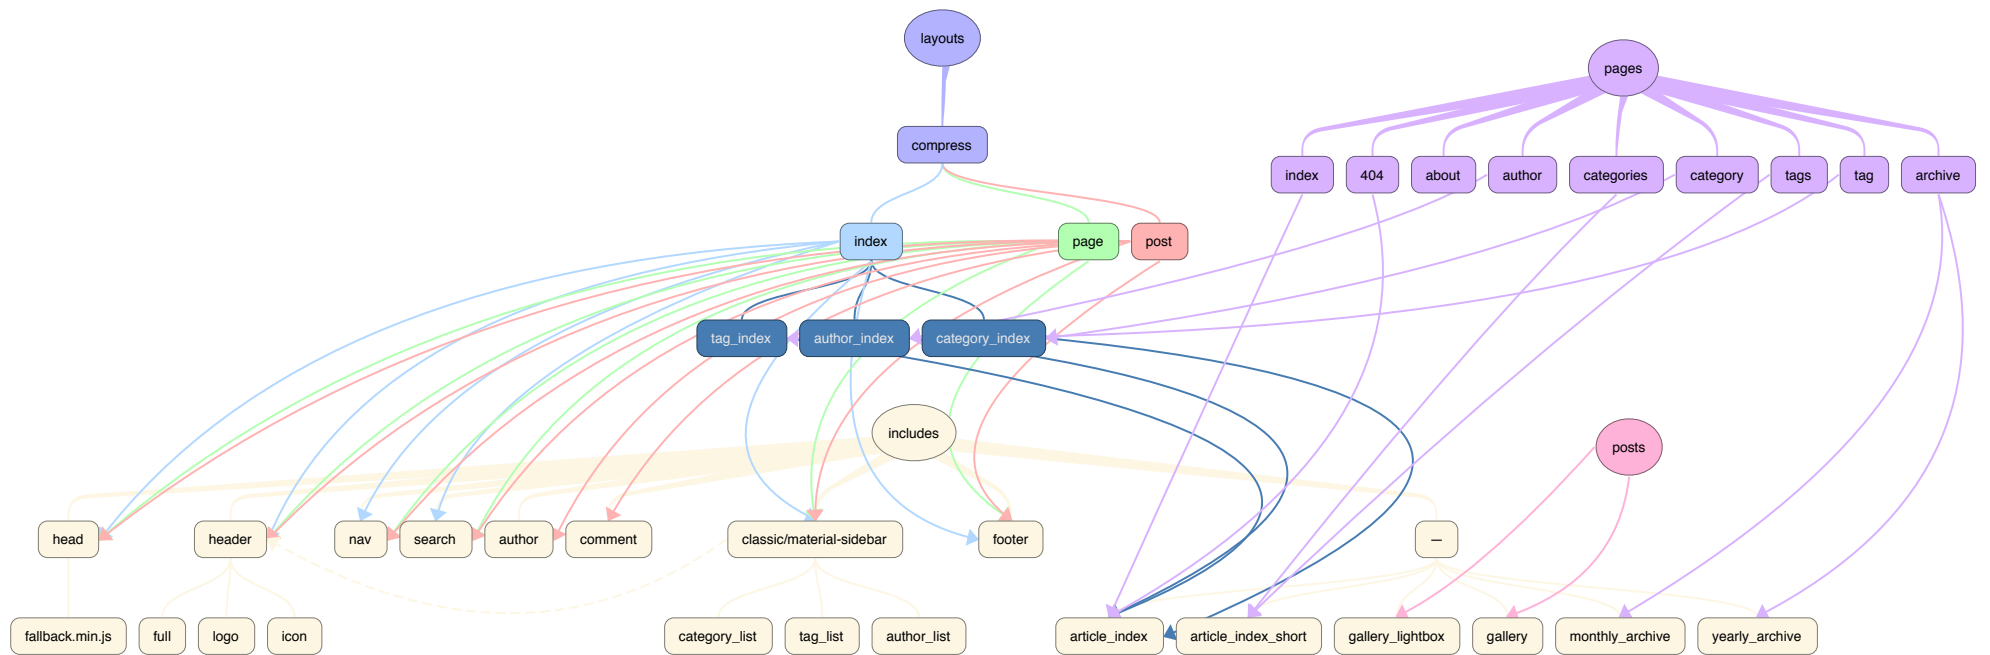 layouts
pages
compress
index
404
about
author
categories
category
tags
tag
archive
index
page
post
tag_index
author_index
category_index
includes
posts
head
header
nav
search
author
comment
classic/material-sidebar
footer
—
fallback.min.js
full
logo
icon
category_list
tag_list
author_list
article_index
article_index_short
gallery_lightbox
gallery
monthly_archive
yearly_archive